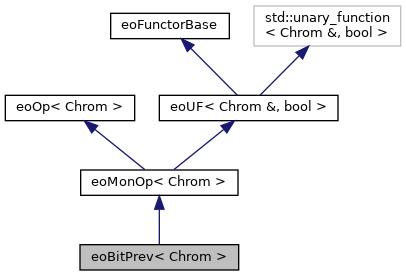 eoFunctorBase
std::unary_function
< Chrom &, bool >
eoOp< Chrom >
eoUF< Chrom &, bool >
eoMonOp< Chrom >
eoBitPrev< Chrom >